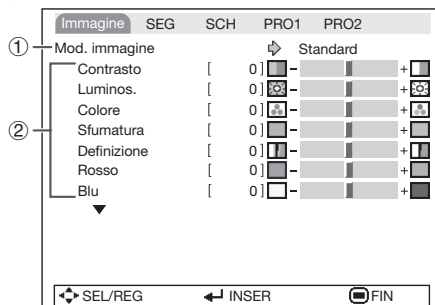 Immagine SEG SCH PRO1 PRO2
① Mod. immagine Standard
② Contrasto [ 0 ] - +
Luminos. [ 0 ] - +
Colore [ 0 ] - +
Sfumatura [ 0 ] - +
Definizione [ 0 ] - +
Rosso [ 0 ] - +
Blu [ 0 ] - +
SEL/REG INSER FIN